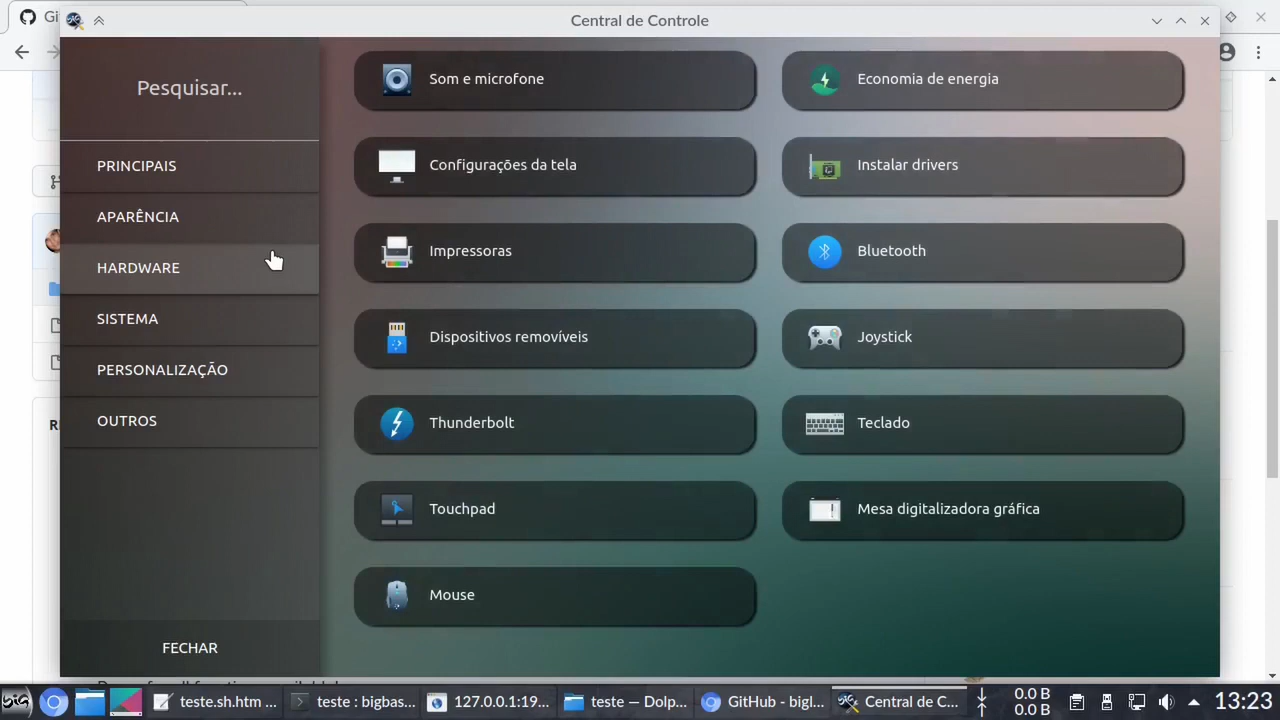 Gi
Central de Controle
Pesquisar...
PRINCIPAIS
APARÊNCIA
HARDWARE
SISTEMA
PERSONALIZAÇÃO
OUTROS
FECHAR
Som e microfone
Economia de energia
Configurações da tela
Instalar drivers
Impressoras
Bluetooth
Dispositivos removíveis
Joystick
Thunderbolt
Teclado
Touchpad
Mesa digitalizadora gráfica
Mouse
teste.sh.htm ...
teste : bigbas...
127.0.0.1:19...
teste — Dolp...
GitHub - bigl...
Central de C...
0.0 B
0.0 B
13:23